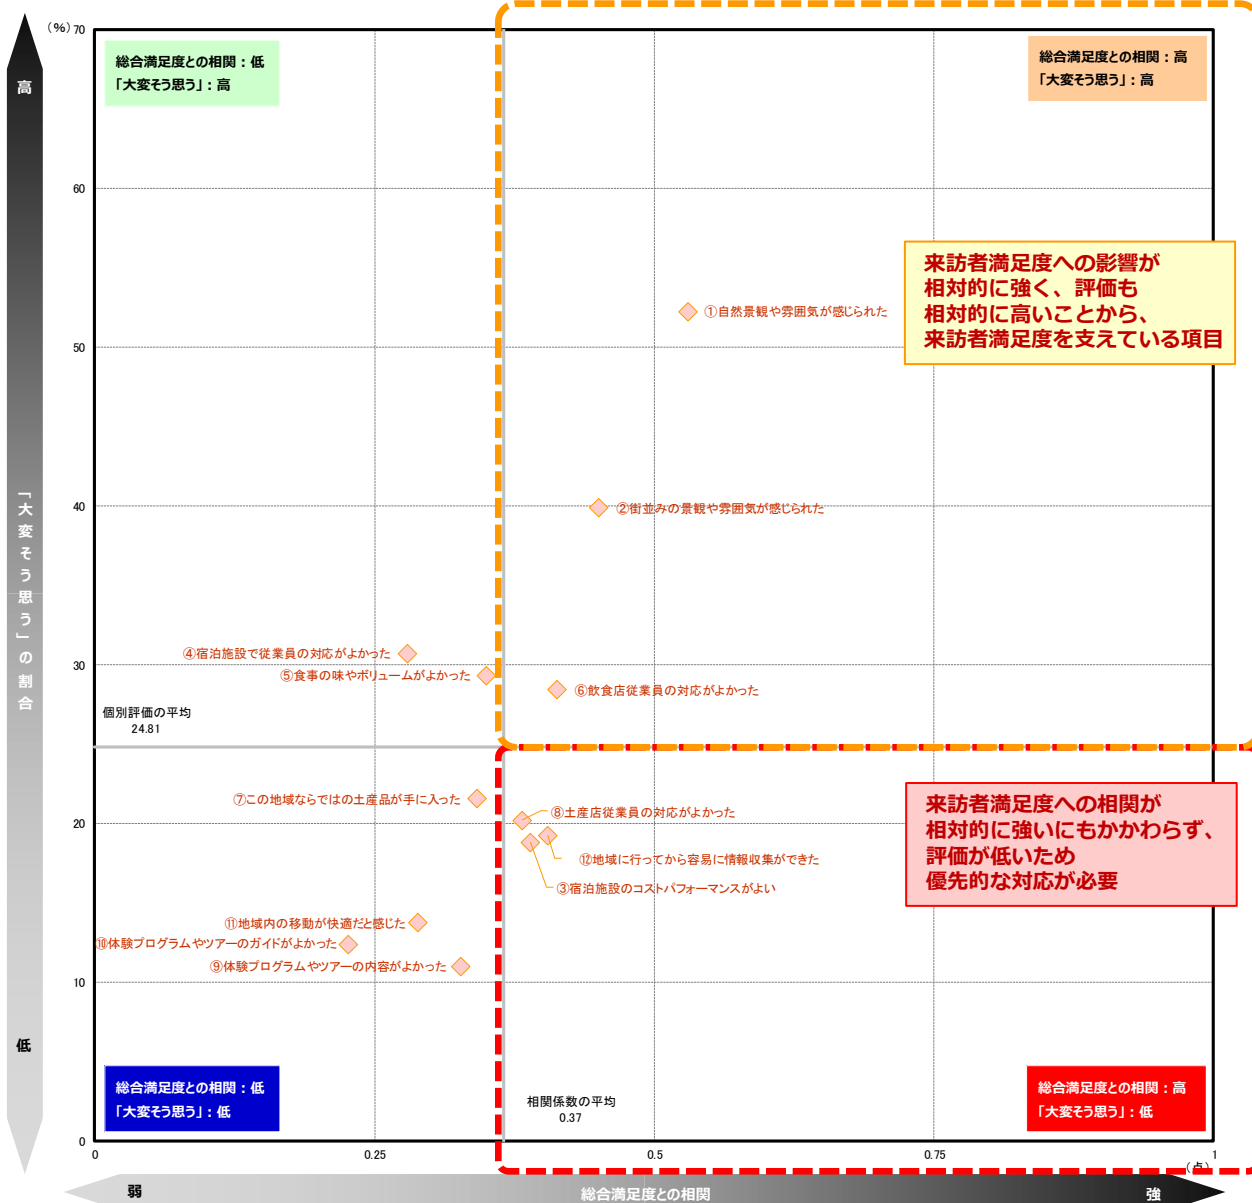 (%)
70
総合満足度との相関：低
「大変そう思う」：高
総合満足度との相関：高
「大変そう思う」：高
高
60
来訪者満足度への影響が
相対的に強く、評価も
相対的に高いことから、
来訪者満足度を支えている項目
①自然景観や雰囲気が感じられた
50
「大変そう思う」の割合
40
②街並みの景観や雰囲気が感じられた
④宿泊施設で従業員の対応がよかった
30
⑤食事の味やボリュームがよかった
⑥飲食店従業員の対応がよかった
個別評価の平均
24.81
⑦この地域ならではの土産品が手に入った
来訪者満足度への相関が
相対的に強いにもかかわらず、
評価が低いため
優先的な対応が必要
⑧土産店従業員の対応がよかった
20
⑫地域に行ってから容易に情報収集ができた
③宿泊施設のコストパフォーマンスがよい
⑪地域内の移動が快適だと感じた
⑩体験プログラムやツアーのガイドがよかった
⑨体験プログラムやツアーの内容がよかった
10
低
総合満足度との相関：低
「大変そう思う」：低
相関係数の平均
0.37
総合満足度との相関：高
「大変そう思う」：低
0
0
0.25
0.5
0.75
1
(点)
弱
総合満足度との相関
強